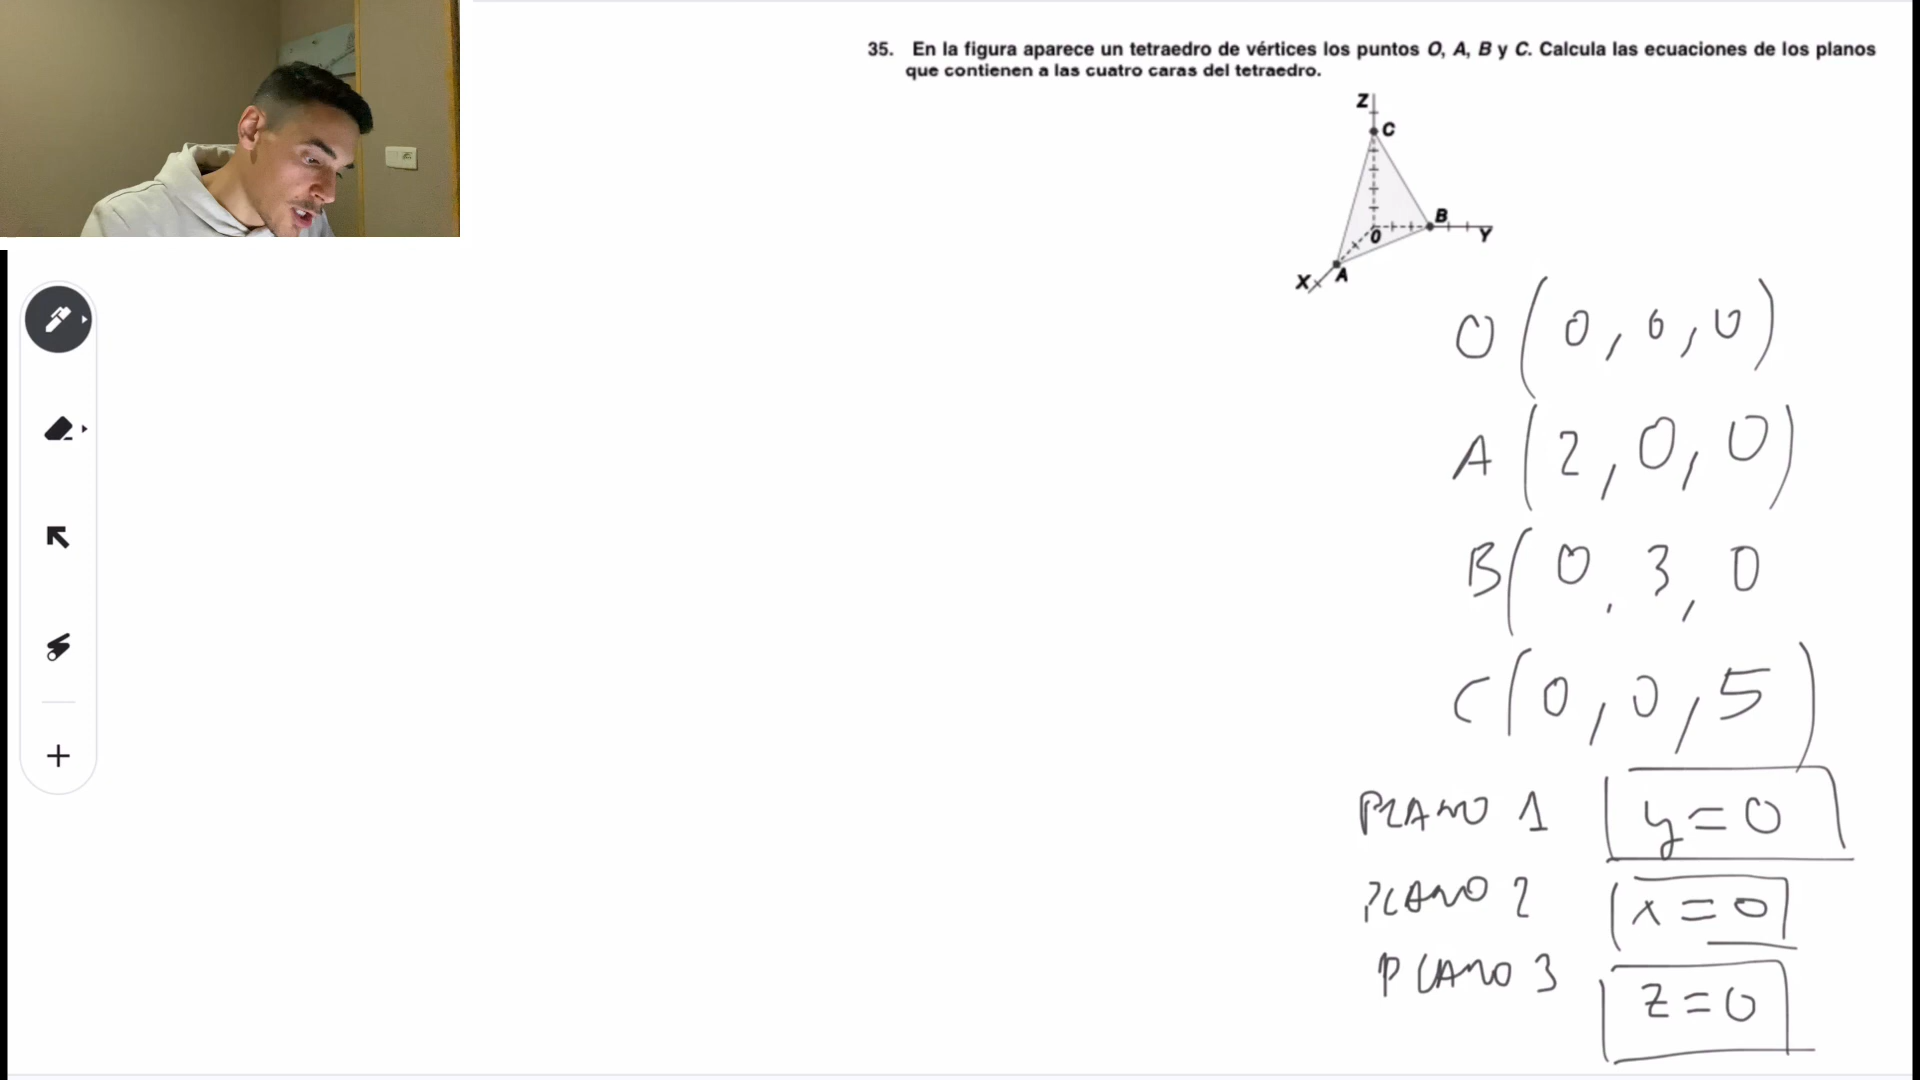 35. En la figura aparece un tetraedro de vértices los puntos O, A, B y C. Calcula las ecuaciones de los planos
que contienen a las cuatro caras del tetraedro.
Z
C
B
O
Y
X
A
O(0,0,0)
A(2,0,0)
B(0,3,0
C(0,0,5)
PLANO 1 y=0
PLANO 2 x=0
PLANO 3 z=0